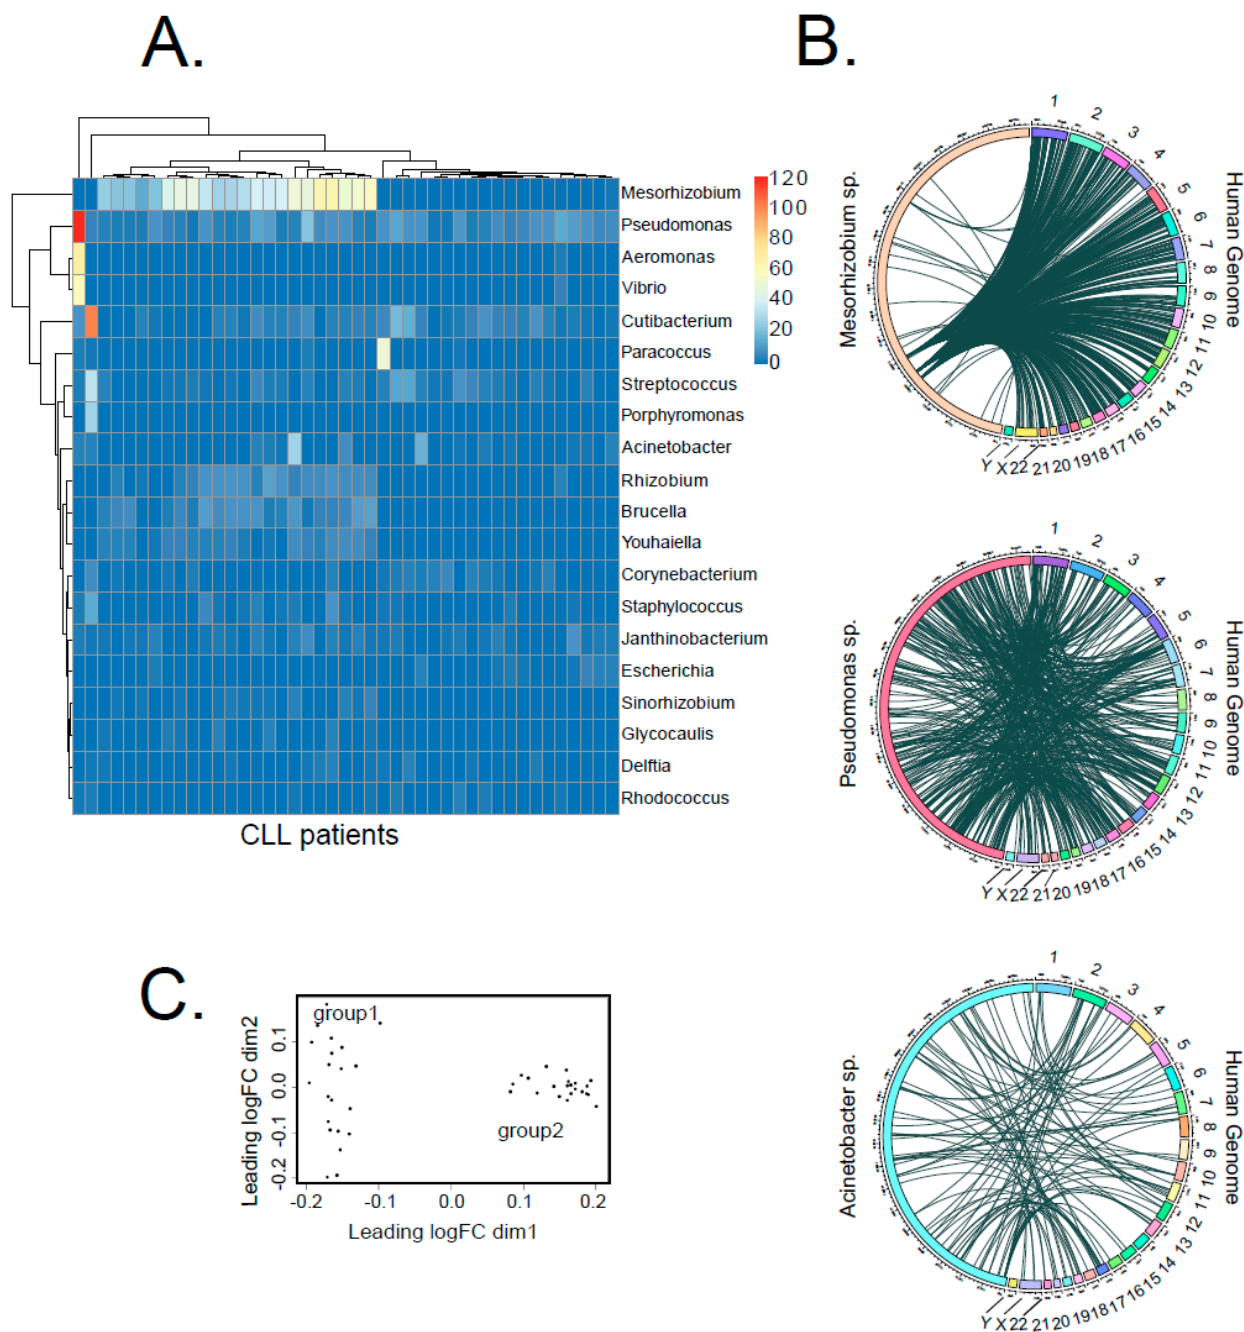 A.
B.
120
100
80
60
40
20
0
Mesorhizobium
Pseudomonas
Aeromonas
Vibrio
Cutibacterium
Paracoccus
Streptococcus
Porphyromonas
Acinetobacter
Rhizobium
Brucella
Youhaiella
Corynebacterium
Staphylococcus
Janthinobacterium
Escherichia
Sinorhizobium
Glycocaulis
Delftia
Rhodococcus
CLL patients
Mesorhizobium sp.
1 2 3 4 5 6 7 8 6 10 11 12 13 14 15 16 17 18 19 20 21 22 X Y
Human Genome
Pseudomonas sp.
1 2 3 4 5 6 7 8 6 10 11 12 13 14 15 16 17 18 19 20 21 22 X Y
Human Genome
Acinetobacter sp.
1 2 3 4 5 6 7 8 6 10 11 12 13 14 15 16 17 18 19 20 21 22 X Y
Human Genome
C.
Leading logFC dim2
0.1
0.0
-0.1
-0.2
group1
group2
-0.2 -0.1 0.0 0.1 0.2
Leading logFC dim1